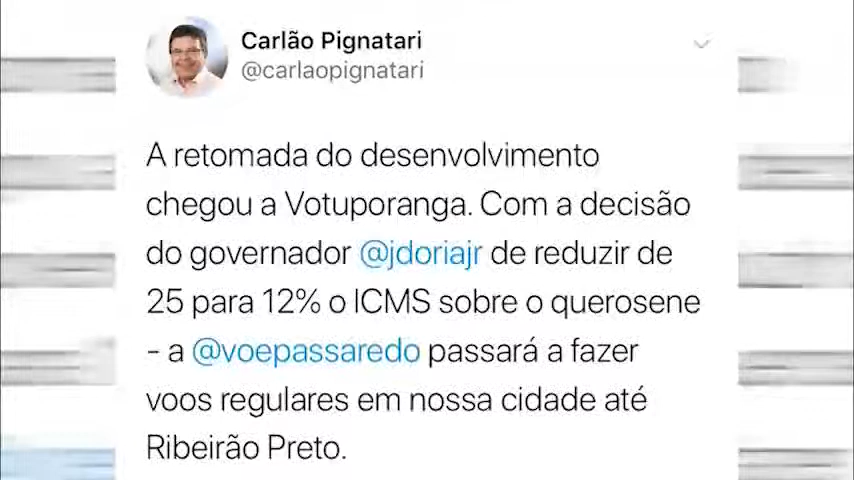 Carlão Pignatari
@carlaopignatari
A retomada do desenvolvimento
chegou a Votuporanga. Com a decisão
do governador @jdoriajr de reduzir de
25 para 12% o ICMS sobre o querosene
- a @voepassaredo passará a fazer
voos regulares em nossa cidade até
Ribeirão Preto.